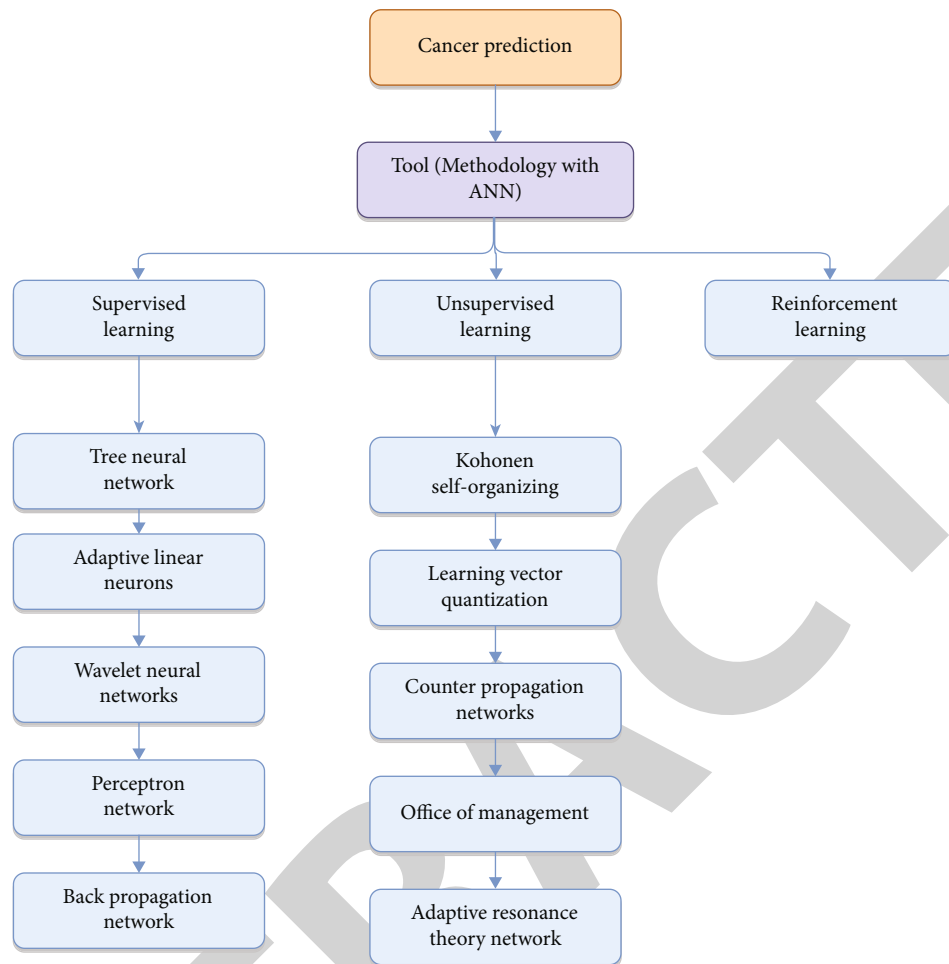 Cancer prediction
Tool (Methodology with
ANN)
Supervised
learning
Unsupervised
learning
Reinforcement
learning
Tree neural
network
Adaptive linear
neurons
Wavelet neural
networks
Perceptron
network
Back propagation
network
Kohonen
self-organizing
Learning vector
quantization
Counter propagation
networks
Office of management
Adaptive resonance
theory network